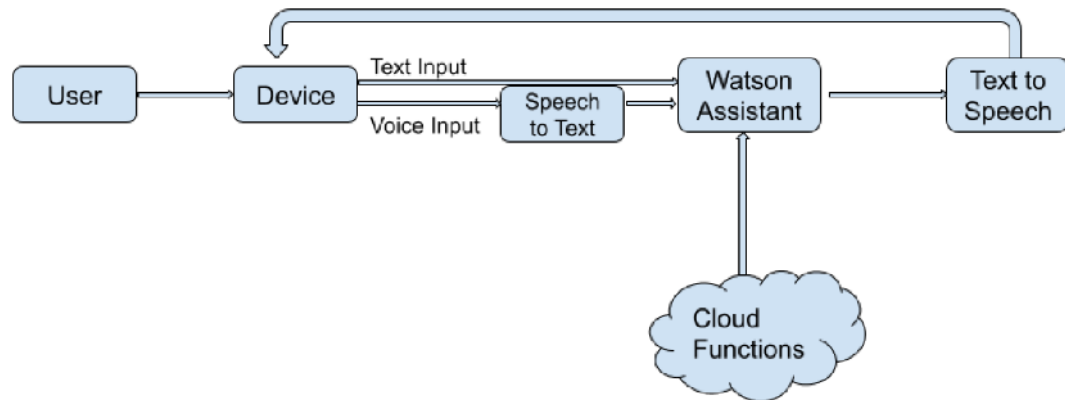 User
Device
Text Input
Voice Input
Speech
to Text
Watson
Assistant
Text to
Speech
Cloud
Functions